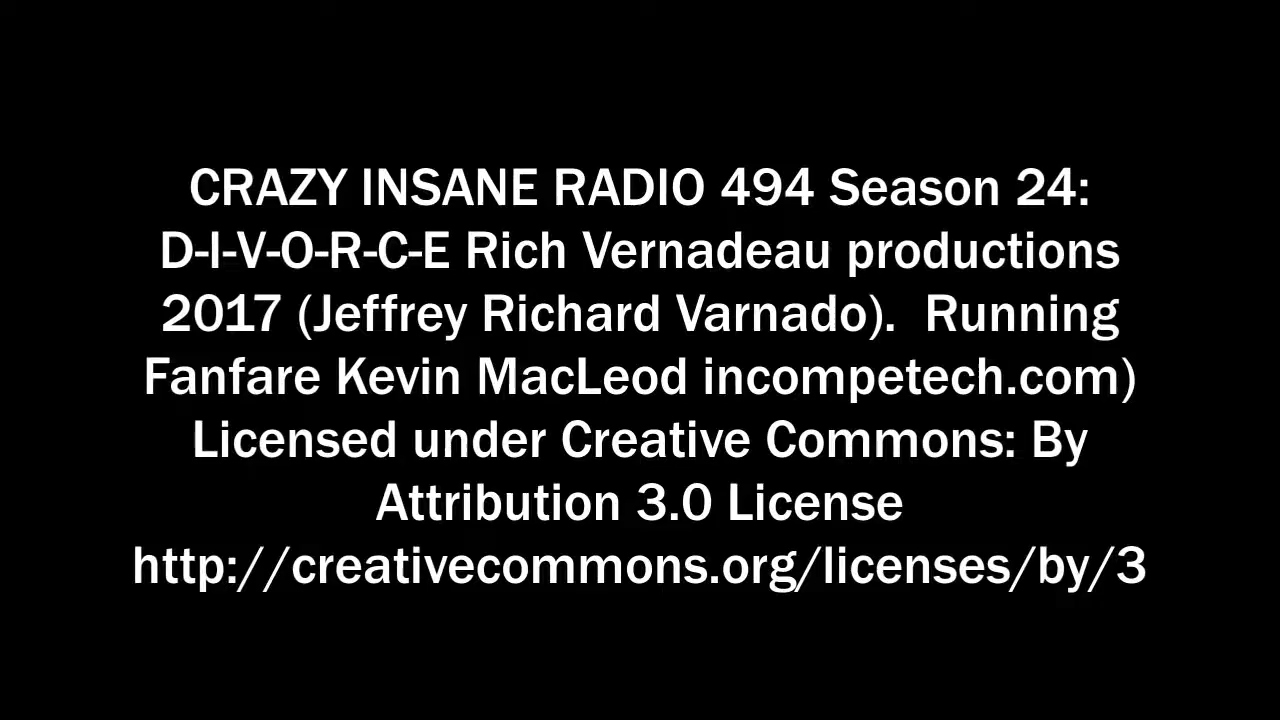 CRAZY INSANE RADIO 494 Season 24:
D-I-V-O-R-C-E Rich Vernadeau productions
2017 (Jeffrey Richard Varnado).  Running
Fanfare Kevin MacLeod incompetech.com)
Licensed under Creative Commons: By
Attribution 3.0 License
http://creativecommons.org/licenses/by/3